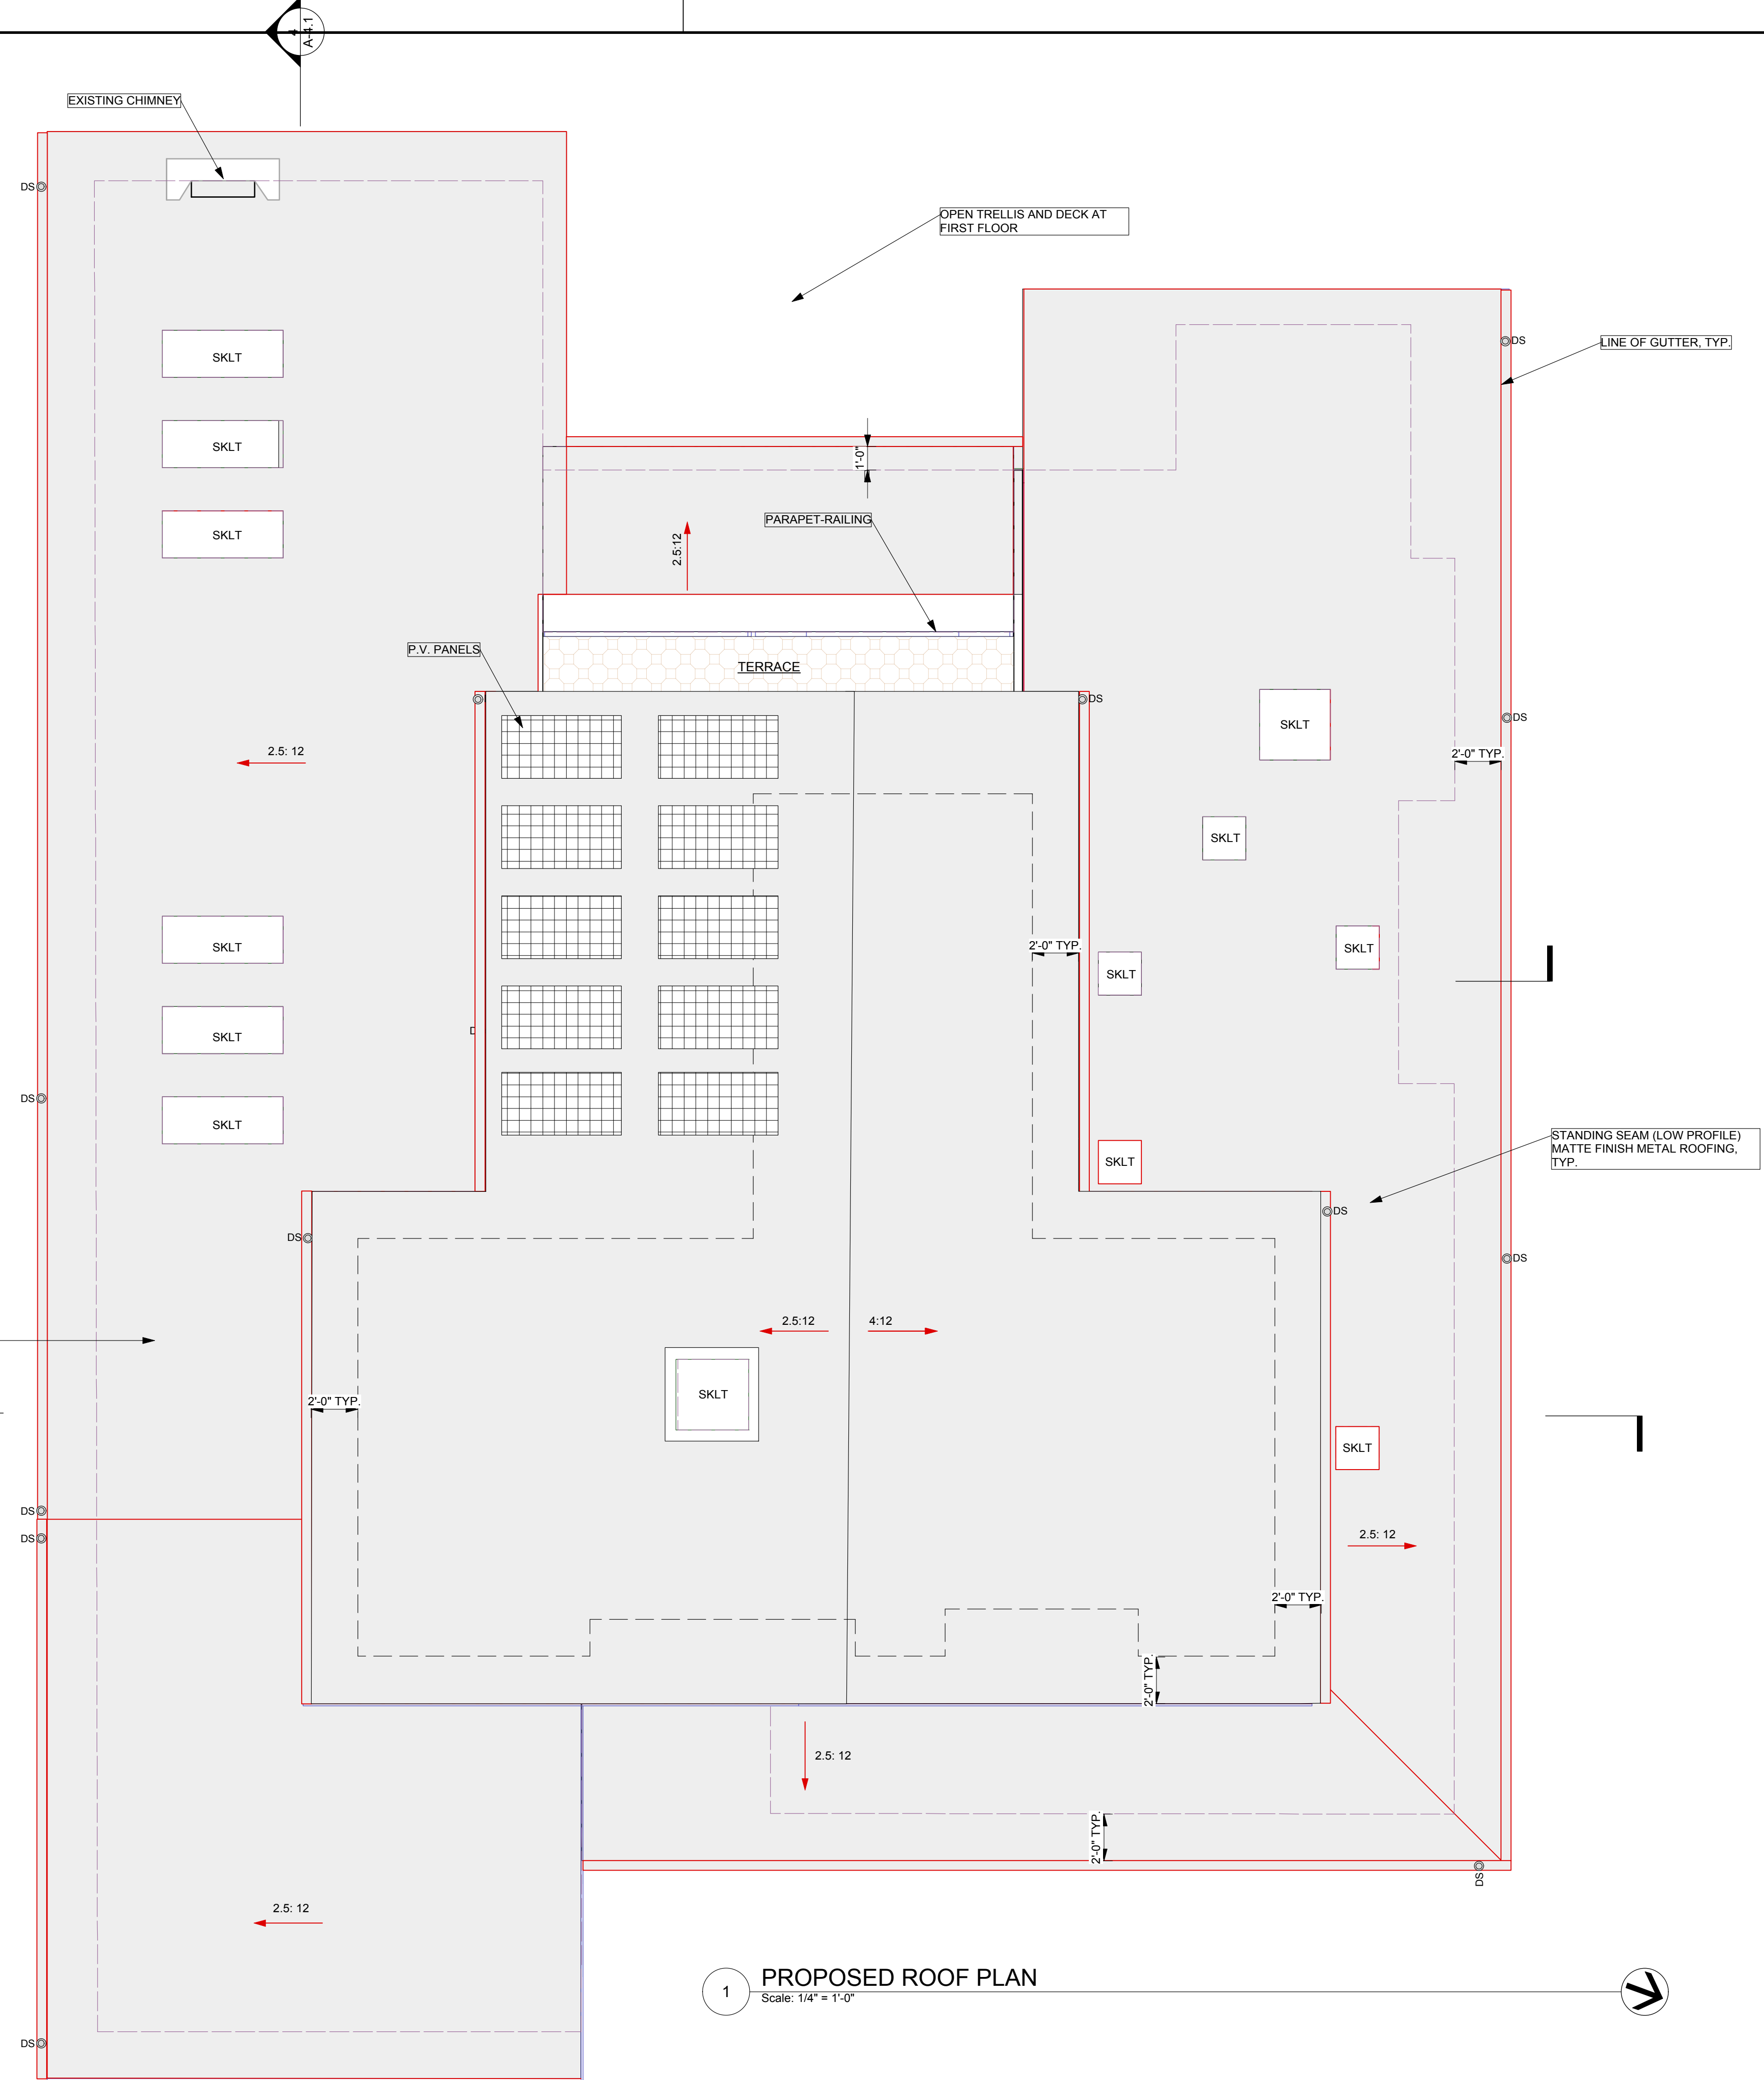 4
A-4.1
EXISTING CHIMNEY
DS
OPEN TRELLIS AND DECK AT
FIRST FLOOR
SKLT
DS
LINE OF GUTTER, TYP.
SKLT
1'-0"
PARAPET-RAILING
SKLT
2.5:12
P.V. PANELS
TERRACE
DS
SKLT
DS
2.5: 12
2'-0" TYP.
SKLT
SKLT
2'-0" TYP.
SKLT
SKLT
SKLT
DS
SKLT
SKLT
STANDING SEAM (LOW PROFILE)
MATTE FINISH METAL ROOFING,
TYP.
DS
DS
DS
2.5:12
4:12
2'-0" TYP.
SKLT
SKLT
DS
DS
2.5: 12
2'-0" TYP.
2'-0" TYP.
2.5: 12
2'-0" TYP.
DS
2.5: 12
1
PROPOSED ROOF PLAN
Scale: 1/4" = 1'-0"
DS